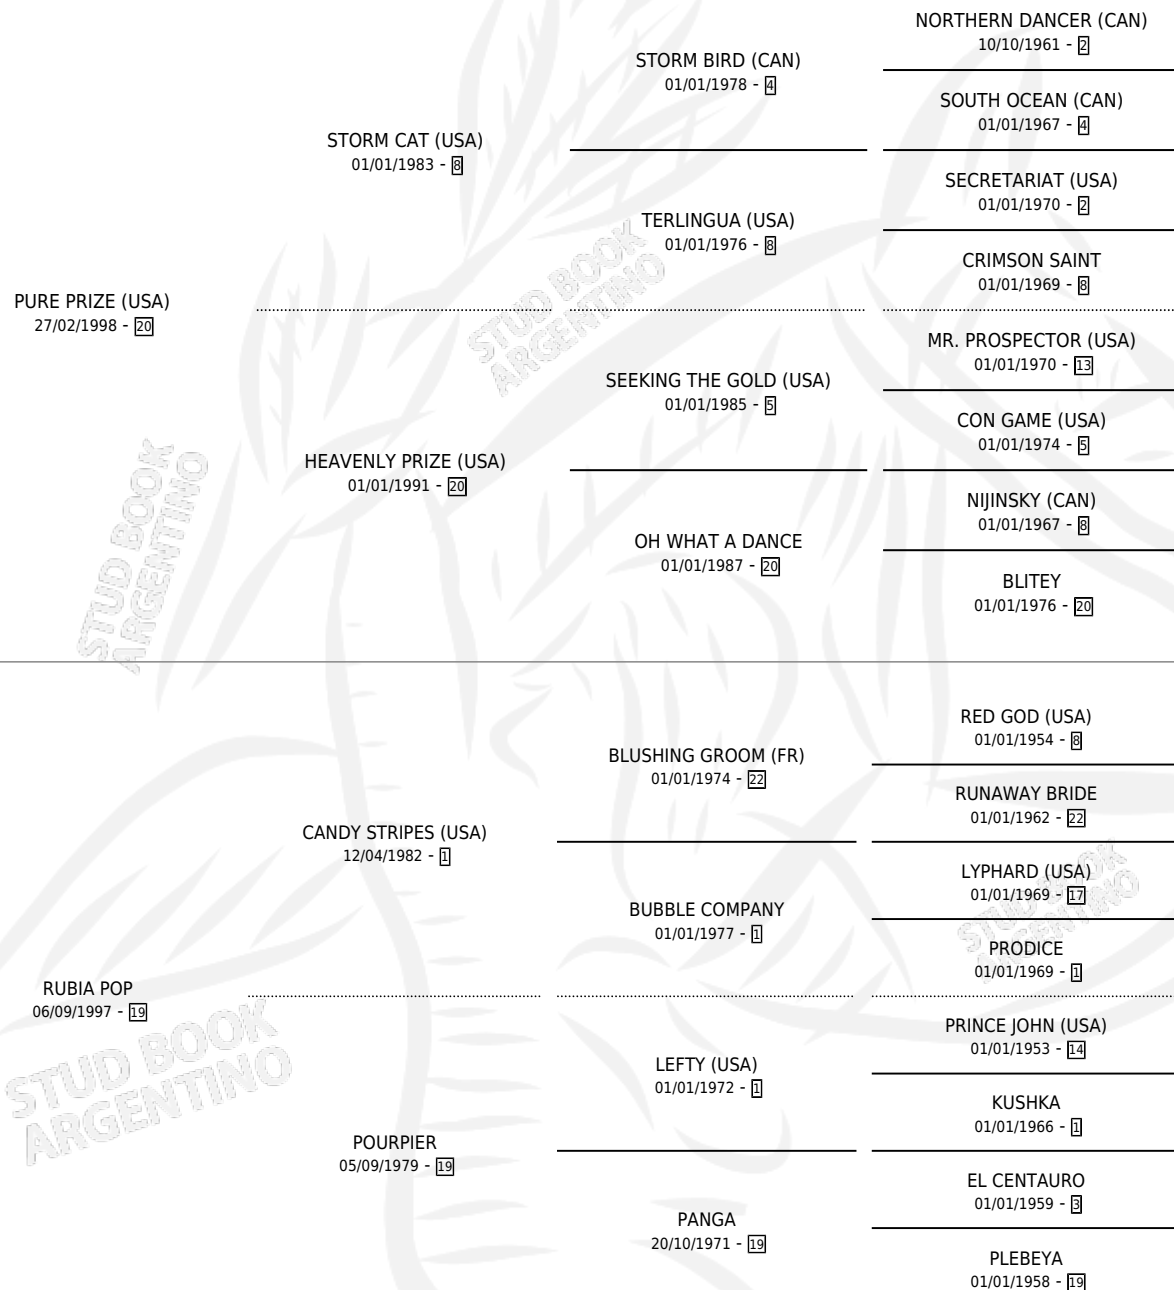 NORTHERN DANCER (CAN)
10/10/1961 - 2
STORM BIRD (CAN)
01/01/1978 - 4
SOUTH OCEAN (CAN)
01/01/1967 - 4
STORM CAT (USA)
01/01/1983 - 8
SECRETARIAT (USA)
01/01/1970 - 2
TERLINGUA (USA)
01/01/1976 - 8
CRIMSON SAINT
01/01/1969 - 8
PURE PRIZE (USA)
27/02/1998 - 20
MR. PROSPECTOR (USA)
01/01/1970 - 13
SEEKING THE GOLD (USA)
01/01/1985 - 5
CON GAME (USA)
01/01/1974 - 5
HEAVENLY PRIZE (USA)
01/01/1991 - 20
NIJINSKY (CAN)
01/01/1967 - 8
OH WHAT A DANCE
01/01/1987 - 20
BLITEY
01/01/1976 - 20
RED GOD (USA)
01/01/1954 - 8
BLUSHING GROOM (FR)
01/01/1974 - 22
RUNAWAY BRIDE
01/01/1962 - 22
CANDY STRIPES (USA)
12/04/1982 - 1
LYPHARD (USA)
01/01/1969 - 17
BUBBLE COMPANY
01/01/1977 - 1
PRODICE
01/01/1969 - 1
RUBIA POP
06/09/1997 - 19
PRINCE JOHN (USA)
01/01/1953 - 14
LEFTY (USA)
01/01/1972 - 1
KUSHKA
01/01/1966 - 1
POURPIER
05/09/1979 - 19
EL CENTAURO
01/01/1959 - 3
PANGA
20/10/1971 - 19
PLEBEYA
01/01/1958 - 19
STUD BOOK
ARGENTINO
STUD BOOK
ARGENTINO
STUD BOOK
ARGENTINO
STUD BOOK
ARGENTINO